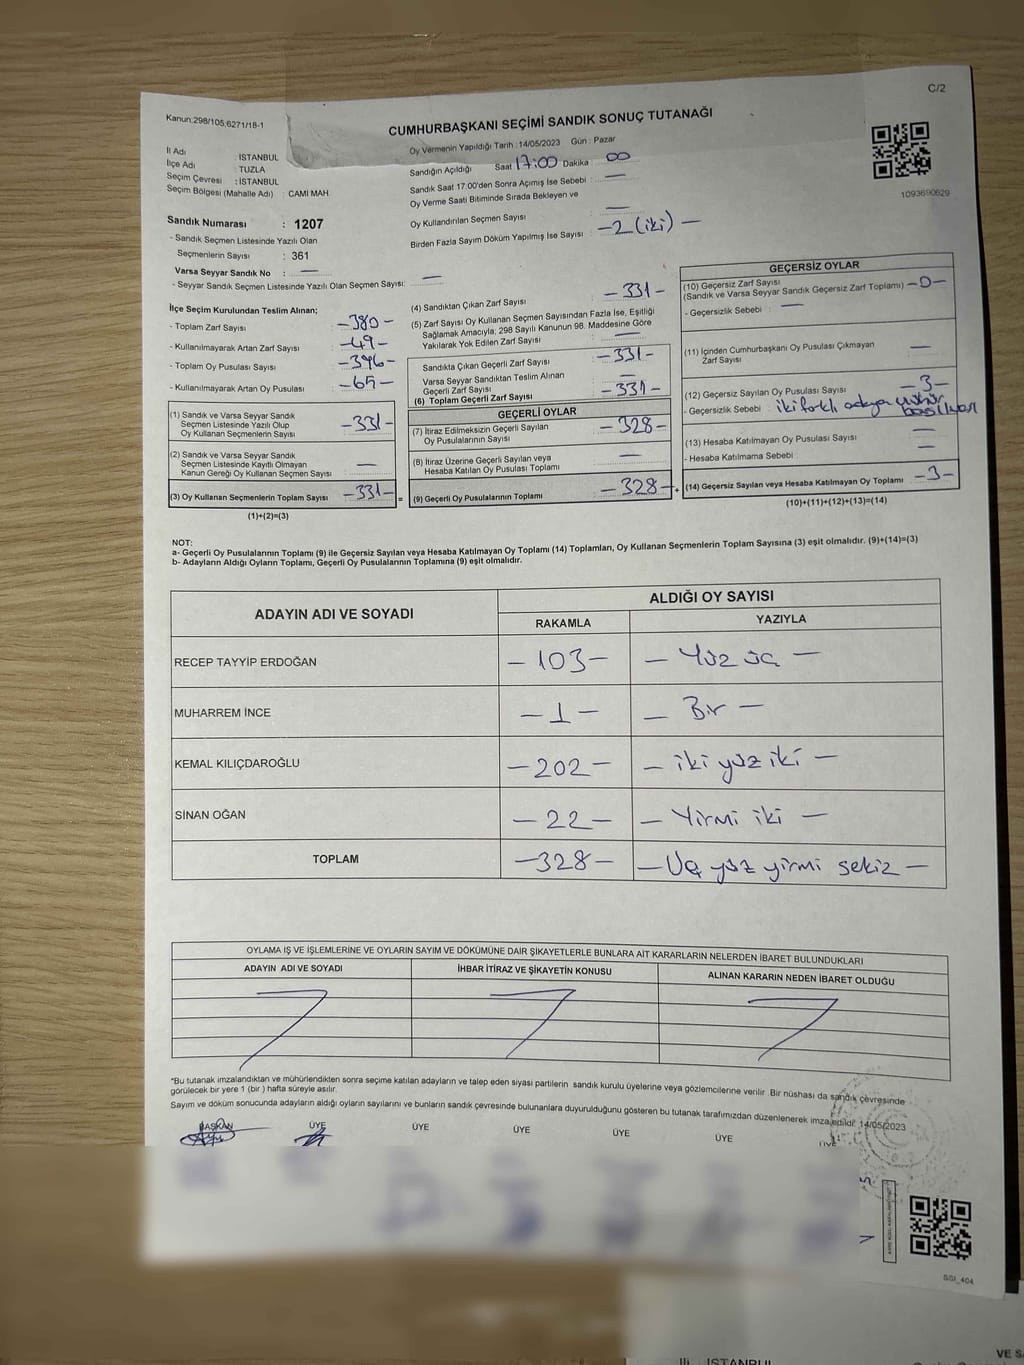 Kanun:298/105,6271/18-1
C/2
CUMHURBAŞKANI SEÇİMİ SANDIK SONUÇ TUTANAĞI
Oy Vermenin Yapıldığı Tarih :14/05/2023 Gün : Pazar
İl Adı : İSTANBUL
İlçe Adı : TUZLA
Seçim Çevresi : İSTANBUL
Seçim Bölgesi (Mahalle Adı) : CAMİ MAH.
Sandığın Açıldığı Saat 17:00 Dakika 00
Sandık Saat 17.00'den Sonra Açımış İse Sebebi : —
Oy Verme Saati Bitiminde Sırada Bekleyen ve
Oy Kullandırılan Seçmen Sayısı —
Birden Fazla Sayım Döküm Yapılmış İse Sayısı : -2 (iki) -
1093690629
Sandık Numarası : 1207
- Sandık Seçmen Listesinde Yazılı Olan
Seçmenlerin Sayısı : 361
Varsa Seyyar Sandık No : —
- Seyyar Sandık Seçmen Listesinde Yazılı Olan Seçmen Sayısı: —
İlçe Seçim Kurulundan Teslim Alınan;
- Toplam Zarf Sayısı -380-
- Kullanılmayarak Artan Zarf Sayısı -49-
- Toplam Oy Pusulası Sayısı -396-
- Kullanılmayarak Artan Oy Pusulası -65-
(1) Sandık ve Varsa Seyyar Sandık
Seçmen Listesinde Yazılı Olup
Oy Kullanan Seçmenlerin Sayısı -331-
(2) Sandık ve Varsa Seyyar Sandık
Seçmen Listesinde Kayıtlı Olmayan
Kanun Gereği Oy Kullanan Seçmen Sayısı —
(3) Oy Kullanan Seçmenlerin Toplam Sayısı -331- =
(1)+(2)=(3)
(4) Sandıktan Çıkan Zarf Sayısı -331-
(5) Zarf Sayısı Oy Kullanan Seçmen Sayısından Fazla İse, Eşitliği
Sağlamak Amacıyla, 298 Sayılı Kanunun 98. Maddesine Göre
Yakılarak Yok Edilen Zarf Sayısı —
Sandıkta Çıkan Geçerli Zarf Sayısı -331-
Varsa Seyyar Sandıktan Teslim Alınan
Geçerli Zarf Sayısı —
(6) Toplam Geçerli Zarf Sayısı -331-
GEÇERLİ OYLAR
(7) İtiraz Edilmeksizin Geçerli Sayılan
Oy Pusulalarının Sayısı -328-
(8) İtiraz Üzerine Geçerli Sayılan veya
Hesaba Katılan Oy Pusulası Toplamı —
(9) Geçerli Oy Pusulalarının Toplamı -328- +
GEÇERSİZ OYLAR
(10) Geçersiz Zarf Sayısı
(Sandık ve Varsa Seyyar Sandık Geçersiz Zarf Toplamı) -0-
- Geçersizlik Sebebi : —
(11) İçinden Cumhurbaşkanı Oy Pusulası Çıkmayan
Zarf Sayısı —
(12) Geçersiz Sayılan Oy Pusulası Sayısı -3-
- Geçersizlik Sebebi : iki farklı adaya mühür
(13) Hesaba Katılmayan Oy Pusulası Sayısı —
- Hesaba Katılmama Sebebi —
(14) Geçersiz Sayılan veya Hesaba Katılmayan Oy Toplamı -3-
(10)+(11)+(12)+(13)=(14)
NOT:
a- Geçerli Oy Pusulalarının Toplamı (9) ile Geçersiz Sayılan veya Hesaba Katılmayan Oy Toplamı (14) Toplamları, Oy Kullanan Seçmenlerin Toplam Sayısına (3) eşit olmalıdır. (9)+(14)=(3)
b- Adayların Aldığı Oyların Toplamı, Geçerli Oy Pusulalarının Toplamına (9) eşit olmalıdır.
ADAYIN ADI VE SOYADI
ALDIĞI OY SAYISI
RAKAMLA YAZIYLA
RECEP TAYYİP ERDOĞAN - 103 - - Yüz üç -
MUHARREM İNCE - 1 - - Bir -
KEMAL KILIÇDAROĞLU - 202 - - iki yüz iki -
SİNAN OĞAN - 22 - - Yirmi iki -
TOPLAM - 328 - - Üç yüz yirmi sekiz -
OYLAMA İŞ VE İŞLEMLERİNE VE OYLARIN SAYIM VE DÖKÜMÜNE DAİR ŞİKAYETLERLE BUNLARA AİT KARARLARIN NELERDEN İBARET BULUNDUKLARI
ADAYIN ADI VE SOYADI İHBAR İTİRAZ VE ŞİKAYETİN KONUSU ALINAN KARARIN NEDEN İBARET OLDUĞU
"Bu tutanak imzalandıktan ve mühürlendikten sonra seçime katılan adayların ve talep eden siyasi partilerin sandık kurulu üyelerine veya gözlemcilerine verilir. Bir nüshası da sandık çevresinde
görülecek bir yere 1 (bir ) hafta süreyle asılır.
Sayım ve döküm sonucunda adayların aldığı oyların sayılarını ve bunların sandık çevresinde bulunanlara duyurulduğunu gösteren bu tutanak tarafımızdan düzenlenerek imza edildi. 14/05/2023
BAŞKAN ÜYE ÜYE ÜYE ÜYE ÜYE ÜYE
SSI_404
VE S
İli : İSTANBUL